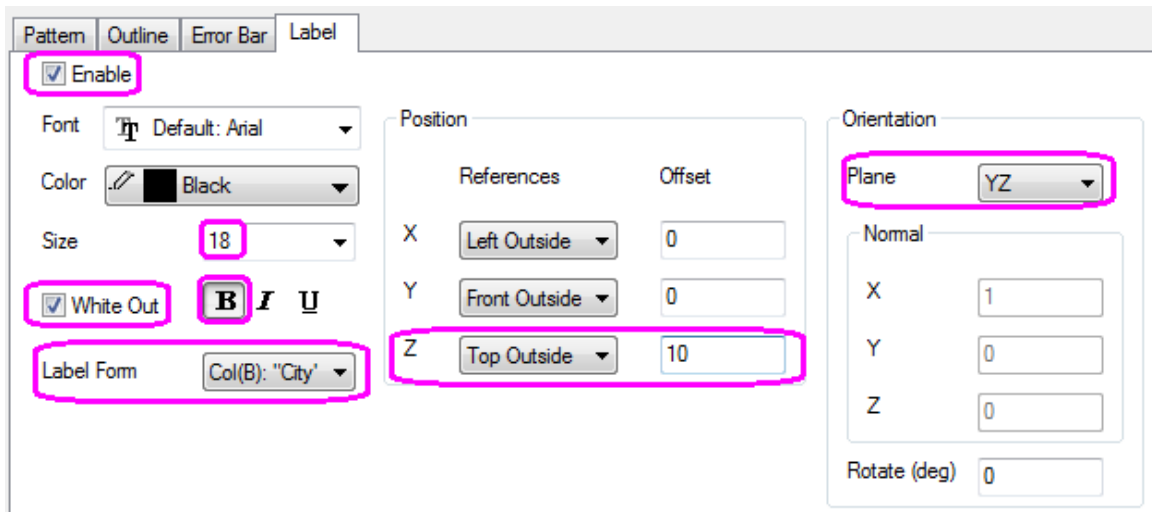 Pattern Outline Error Bar Label
Enable
Font Default: Arial
Color Black
Size 18
White Out B I U
Label Form Col(B): "City'
Position
References Offset
X Left Outside 0
Y Front Outside 0
Z Top Outside 10
Orientation
Plane YZ
Normal
X 1
Y 0
Z 0
Rotate (deg) 0